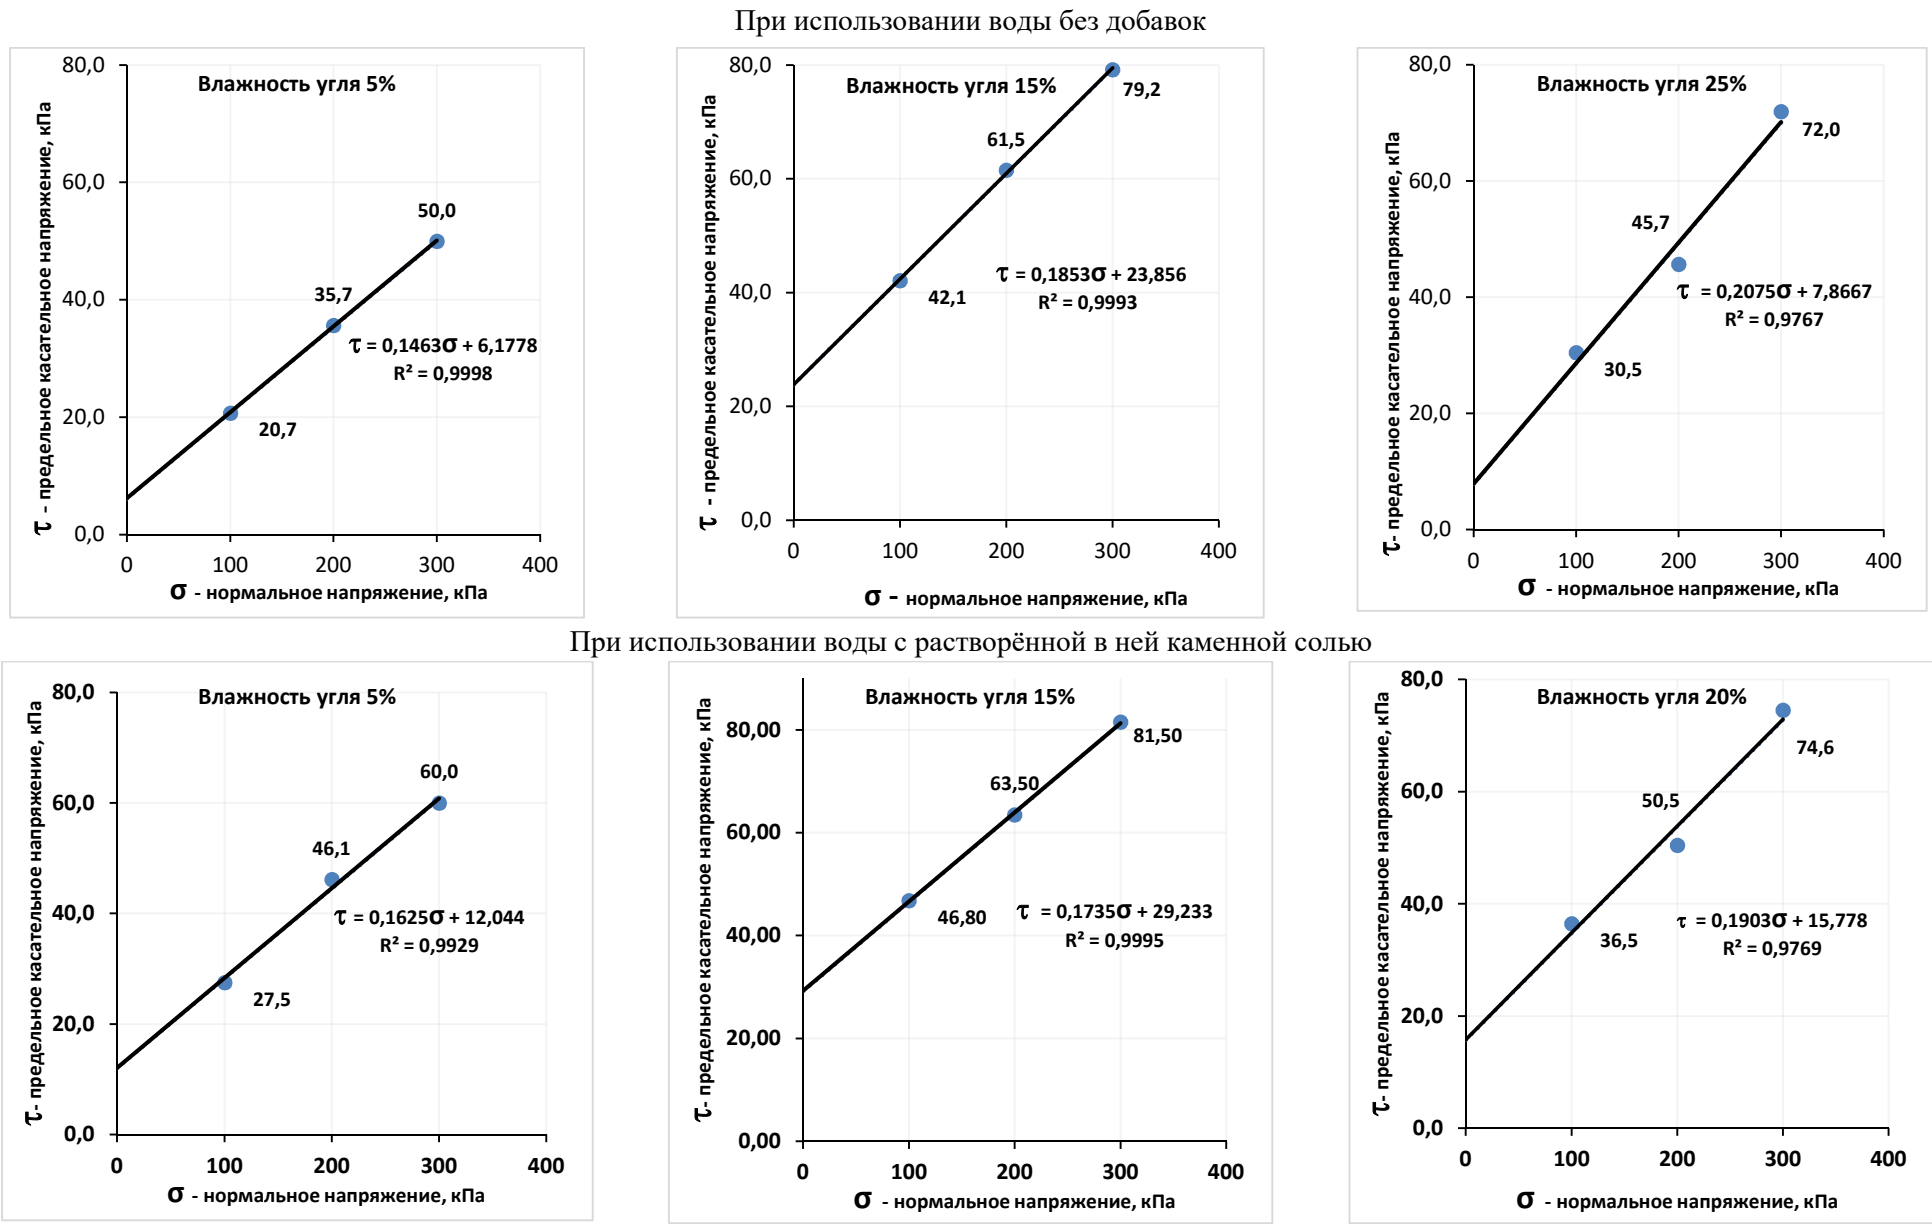 При использовании воды без добавок
Влажность угля 5%
τ - предельное касательное напряжение, кПа
80,0
60,0
40,0
20,0
0,0
50,0
35,7
τ = 0,1463σ + 6,1778
R² = 0,9998
20,7
0 100 200 300 400
σ - нормальное напряжение, кПа
Влажность угля 15%
τ - предельное касательное напряжение, кПа
80,0
60,0
40,0
20,0
0,0
79,2
61,5
τ = 0,1853σ + 23,856
R² = 0,9993
42,1
0 100 200 300 400
σ - нормальное напряжение, кПа
Влажность угля 25%
τ- предельное касательное напряжение, кПа
80,0
60,0
40,0
20,0
0,0
72,0
45,7
τ = 0,2075σ + 7,8667
R² = 0,9767
30,5
0 100 200 300 400
σ - нормальное напряжение, кПа
При использовании воды с растворённой в ней каменной солью
Влажность угля 5%
τ- предельное касательное напряжение, кПа
80,0
60,0
40,0
20,0
0,0
60,0
46,1
τ = 0,1625σ + 12,044
R² = 0,9929
27,5
0 100 200 300 400
σ - нормальное напряжение, кПа
Влажность угля 15%
τ- предельное касательное напряжение, кПа
80,00
60,00
40,00
20,00
0,00
81,50
63,50
46,80
τ = 0,1735σ + 29,233
R² = 0,9995
0 100 200 300 400
σ - нормальное напряжение, кПа
Влажность угля 20%
τ- предельное касательное напряжение, кПа
80,0
60,0
40,0
20,0
0,0
74,6
50,5
τ = 0,1903σ + 15,778
R² = 0,9769
36,5
0 100 200 300 400
σ - нормальное напряжение, кПа